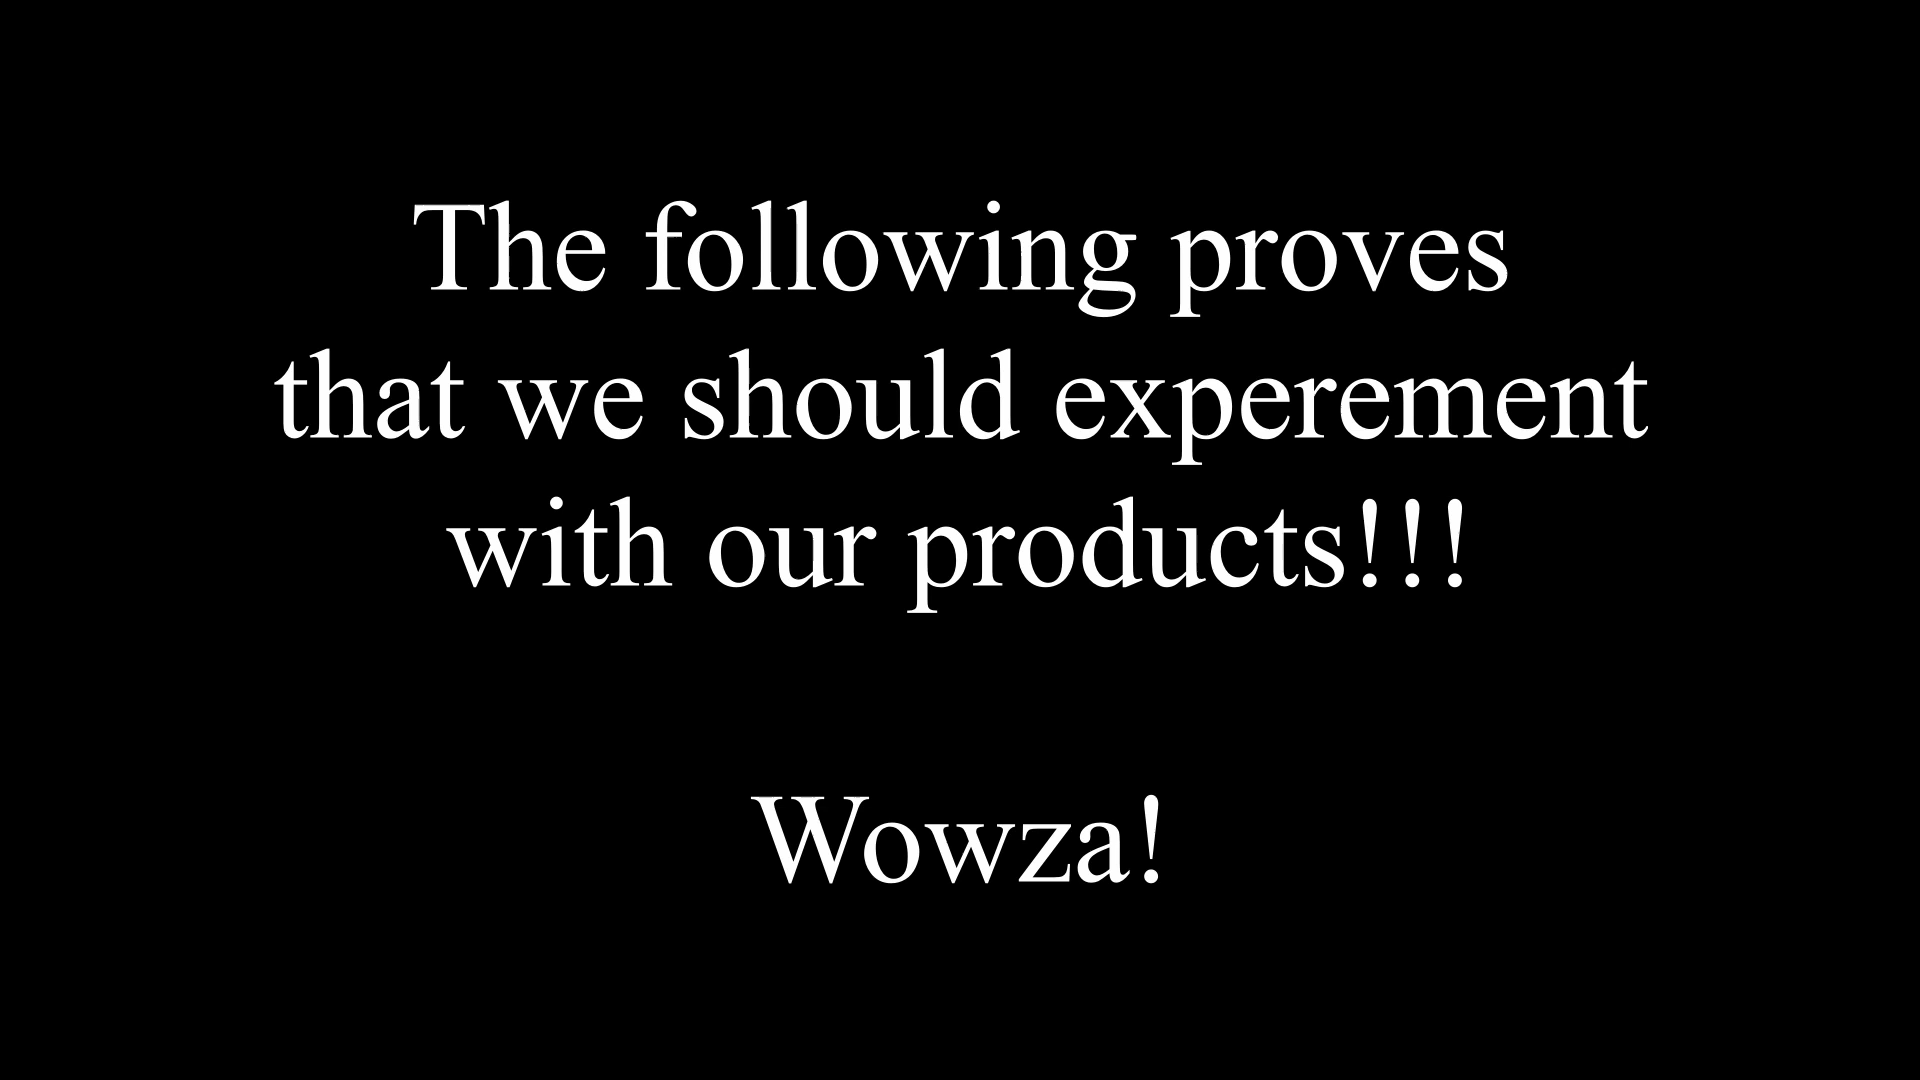 The following proves
that we should experement
with our products!!!
Wowza!